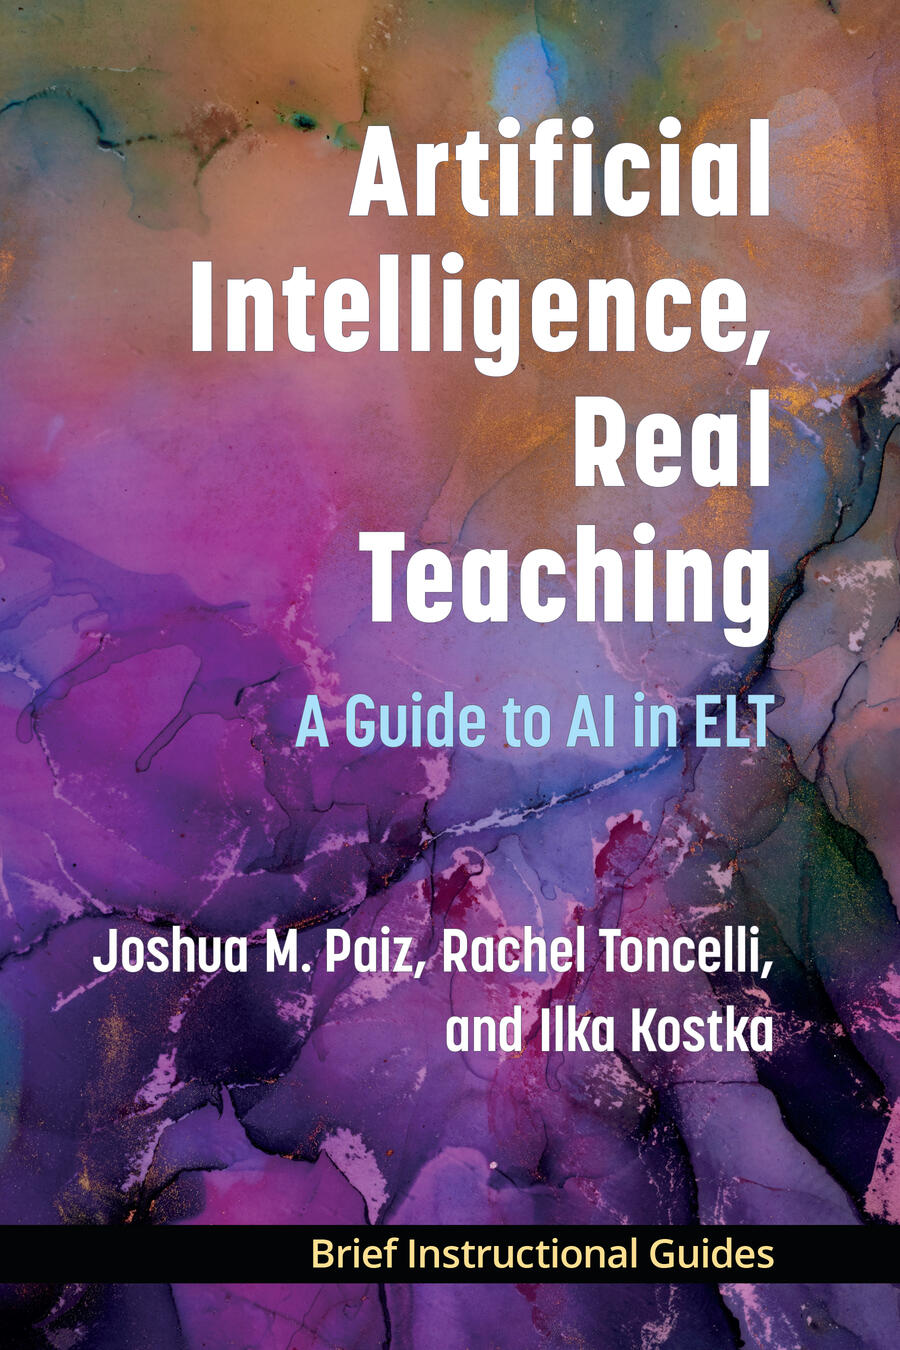 Artificial
Intelligence,
Real
Teaching
A Guide to AI in ELT
Joshua M. Paiz, Rachel Toncelli,
and Ilka Kostka
Brief Instructional Guides